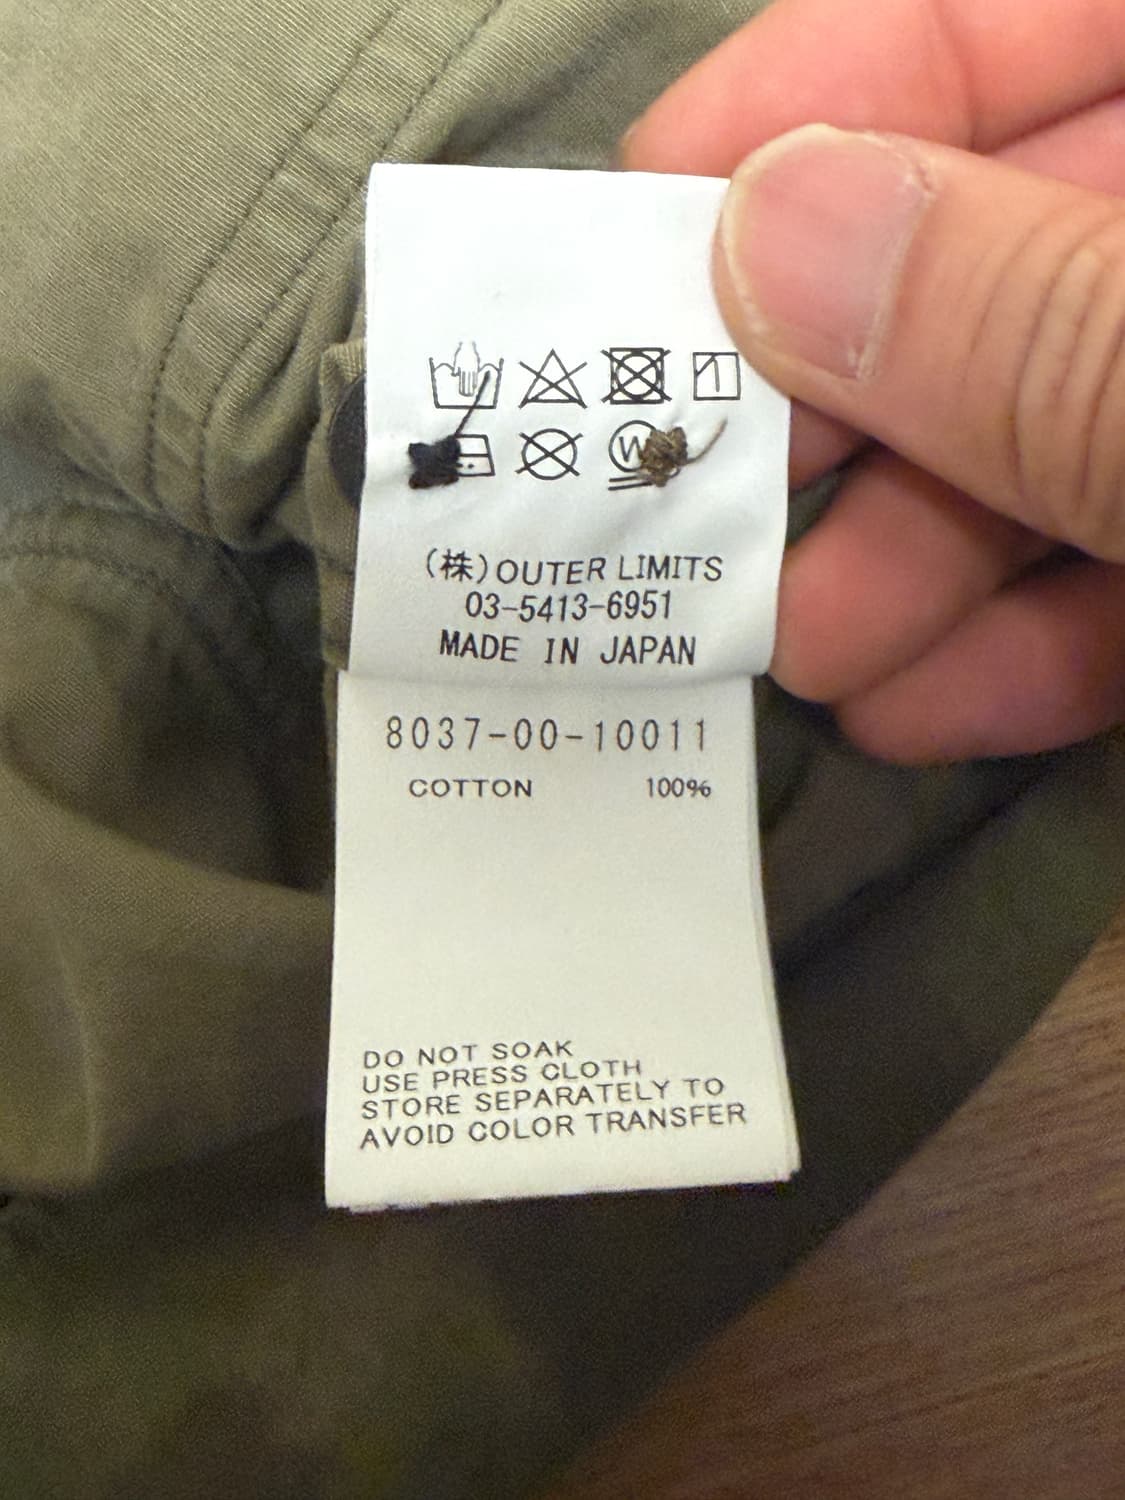 W
(株)OUTER LIMITS
03-5413-6951
MADE IN JAPAN
8037-00-10011
COTTON 100%
DO NOT SOAK
USE PRESS CLOTH
STORE SEPARATELY TO
AVOID COLOR TRANSFER